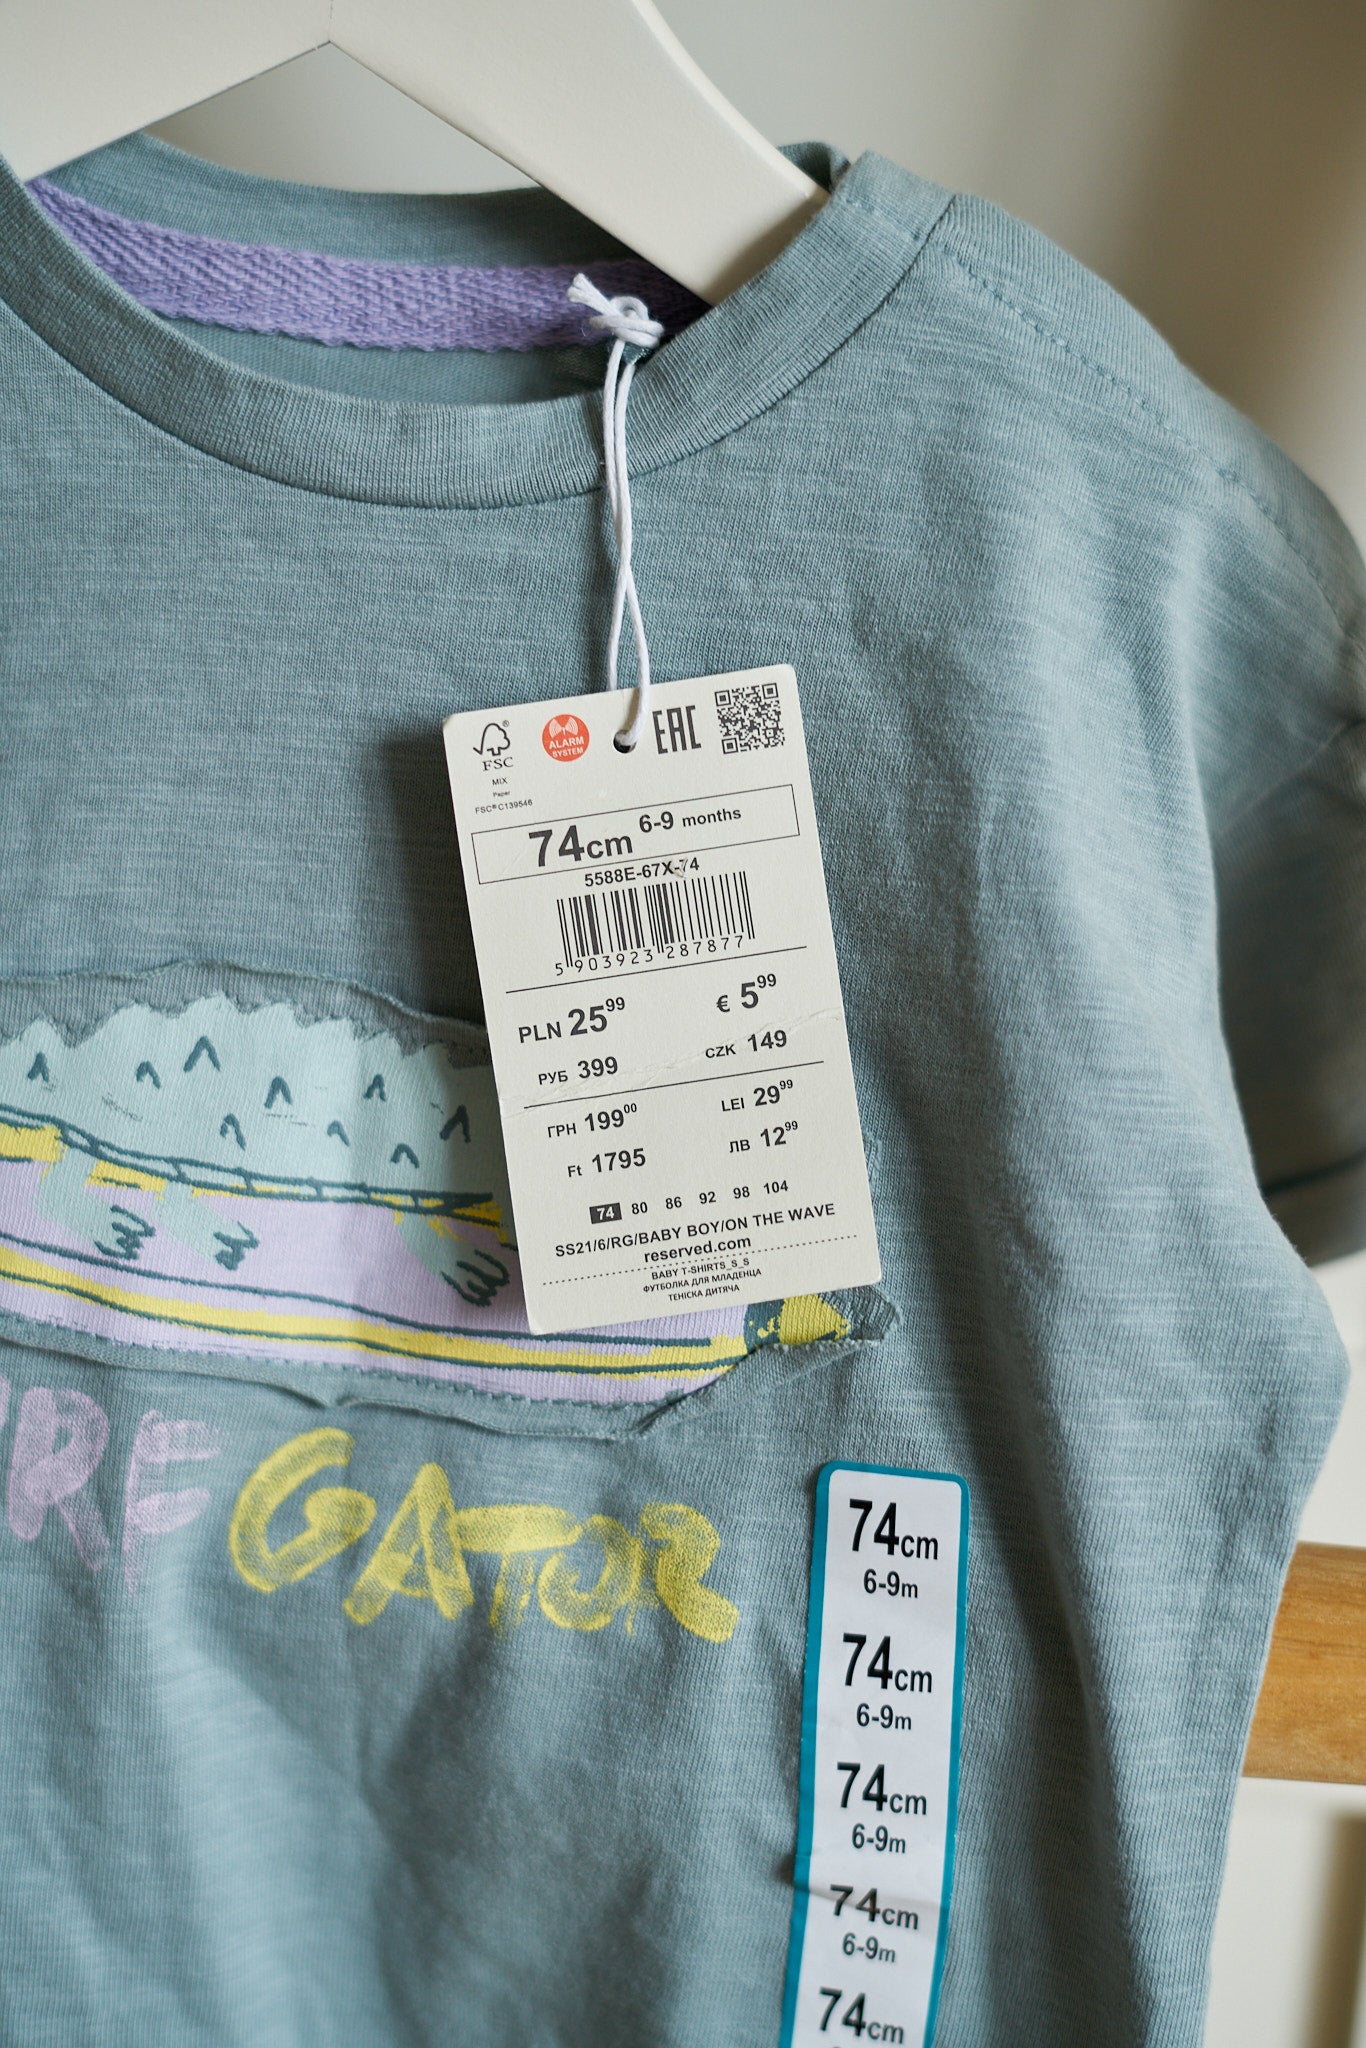 FSC®
MIX
Paper
FSC® C139546
ALARM
SYSTEM
EAC
74cm 6-9 months
5588E-67X-74
5 903923 287877
PLN 25⁹⁹ € 5⁹⁹
РУБ 399 CZK 149
ГРН 199⁰⁰ LEI 29⁹⁹
Ft 1795 ЛВ 12⁹⁹
74 80 86 92 98 104
SS21/6/RG/BABY BOY/ON THE WAVE
reserved.com
BABY T-SHIRTS_S_S
ФУТБОЛКА ДЛЯ МЛАДЕНЦА
ТЕНІСКА ДИТЯЧА
GATOR
74cm
6-9m
74cm
6-9m
74cm
6-9m
74cm
6-9m
74cm